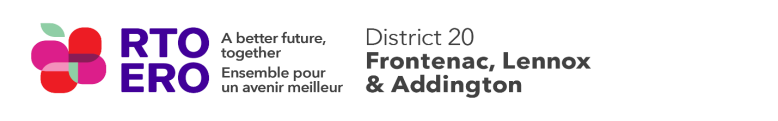 RTO
ERO
A better future,
together
Ensemble pour
un avenir meilleur
District 20
Frontenac, Lennox
& Addington